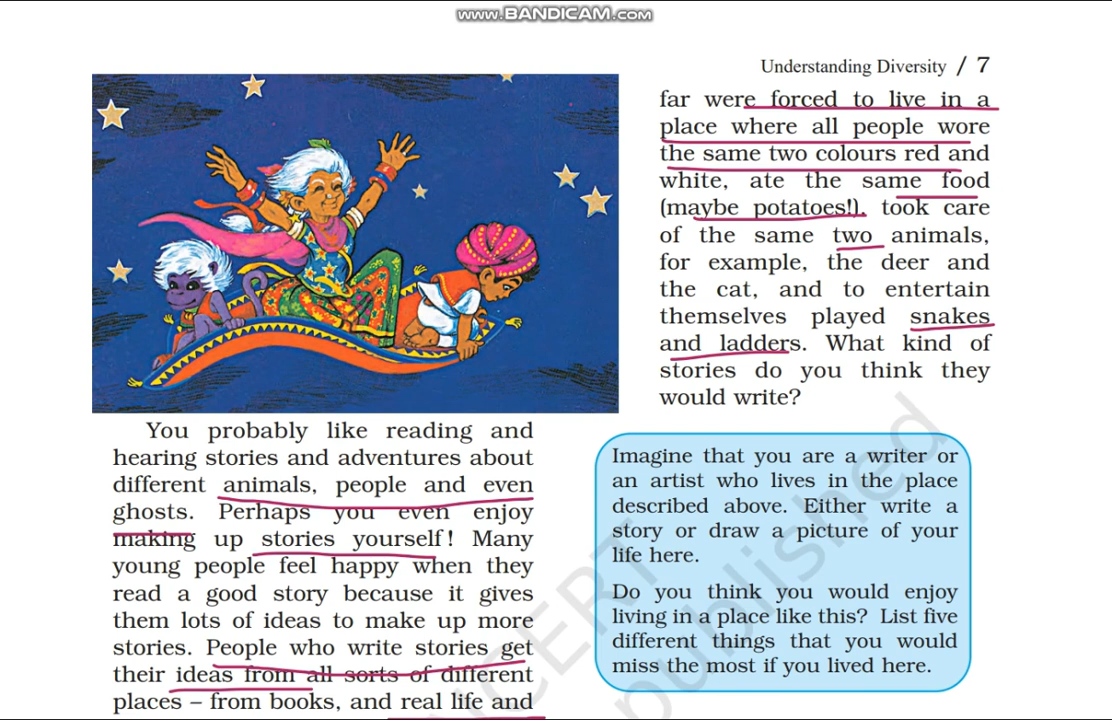 www.BANDICAM.com
Understanding Diversity / 7
You probably like reading and
hearing stories and adventures about
different animals, people and even
ghosts. Perhaps you even enjoy
making up stories yourself! Many
young people feel happy when they
read a good story because it gives
them lots of ideas to make up more
stories. People who write stories get
their ideas from all sorts of different
places – from books, and real life and
far were forced to live in a
place where all people wore
the same two colours red and
white, ate the same food
(maybe potatoes!), took care
of the same two animals,
for example, the deer and
the cat, and to entertain
themselves played snakes
and ladders. What kind of
stories do you think they
would write?
Imagine that you are a writer or
an artist who lives in the place
described above. Either write a
story or draw a picture of your
life here.
Do you think you would enjoy
living in a place like this? List five
different things that you would
miss the most if you lived here.
NCERT
published